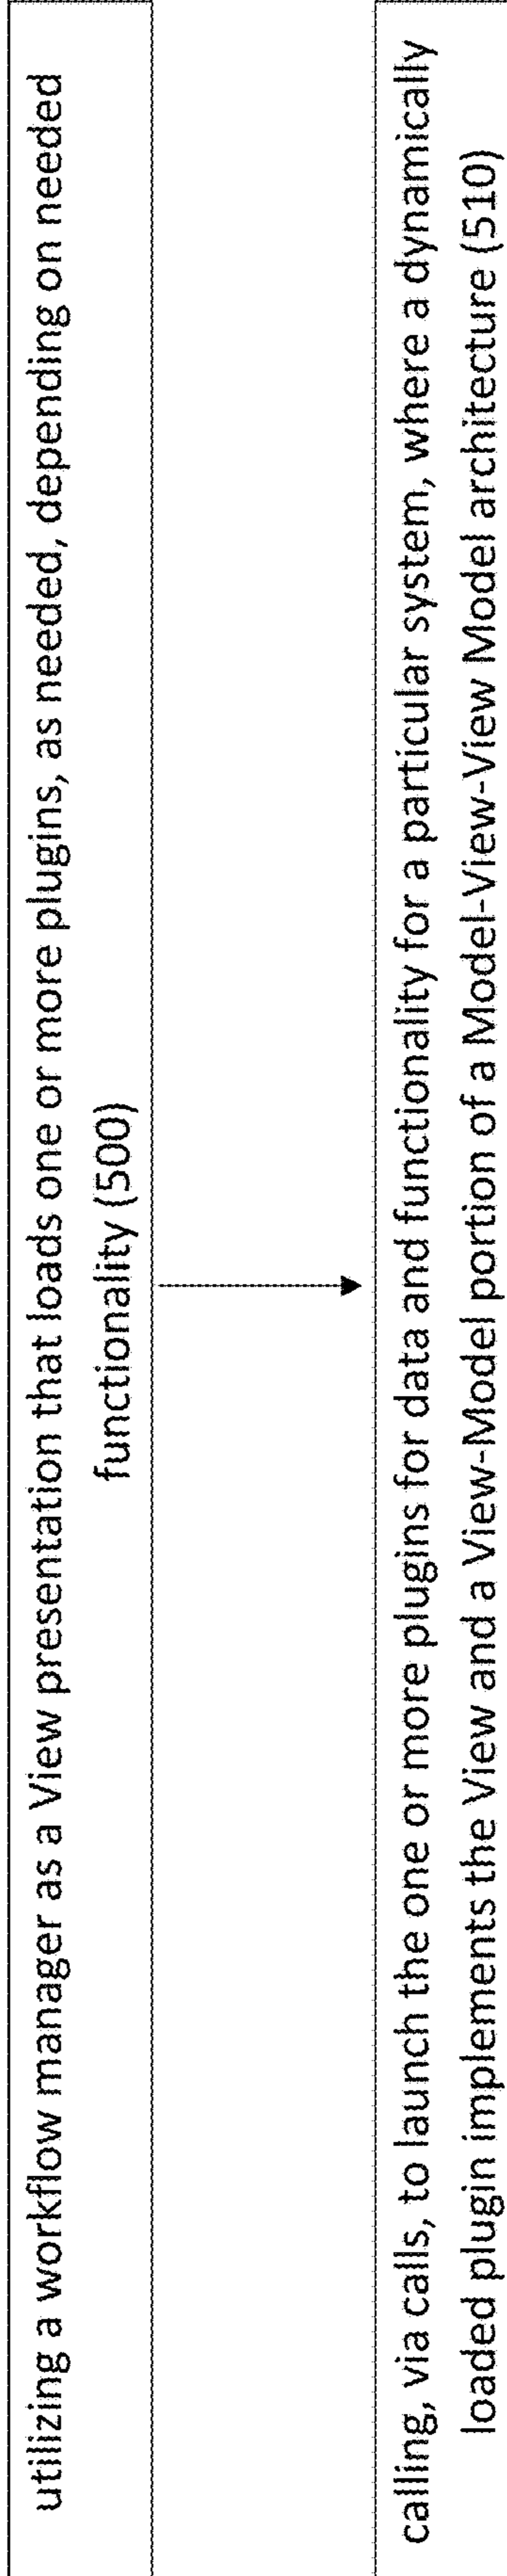 utilizing a workflow manager as a View presentation that loads one or more plugins, as needed, depending on needed
functionality (500)
calling, via calls, to launch the one or more plugins for data and functionality for a particular system, where a dynamically
loaded plugin implements the View and a View-Model portion of a Model-View-View Model architecture (510)